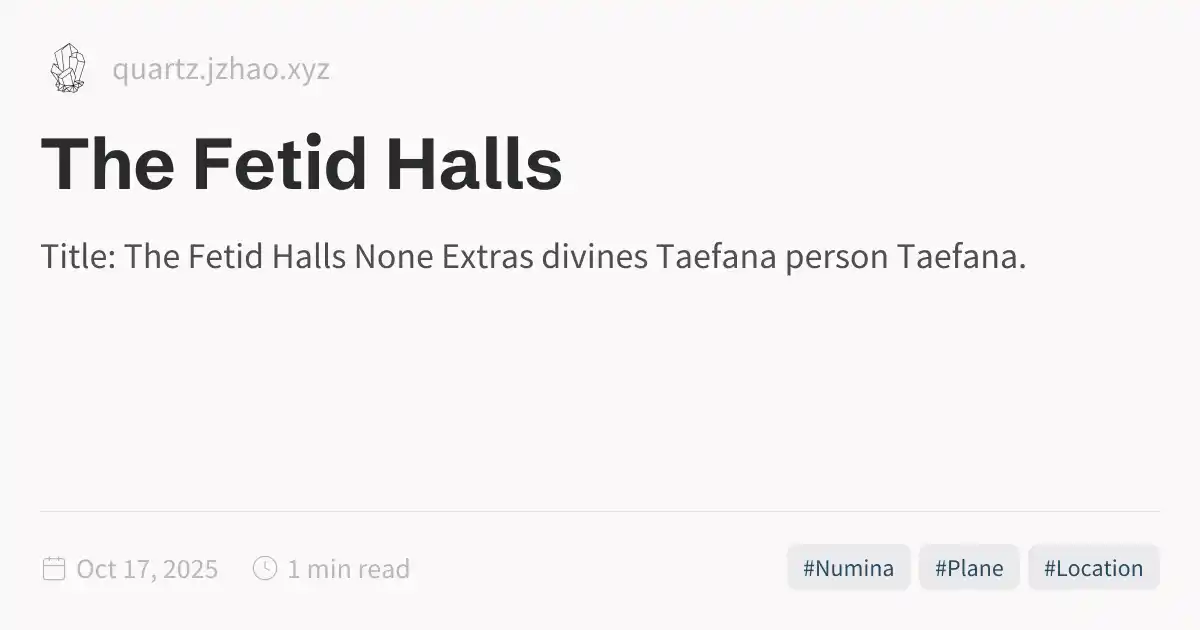 quartz.jzhao.xyz
The Fetid Halls
Title: The Fetid Halls None Extras divines Taefana person Taefana.
Oct 17, 2025 1 min read #Numina #Plane #Location